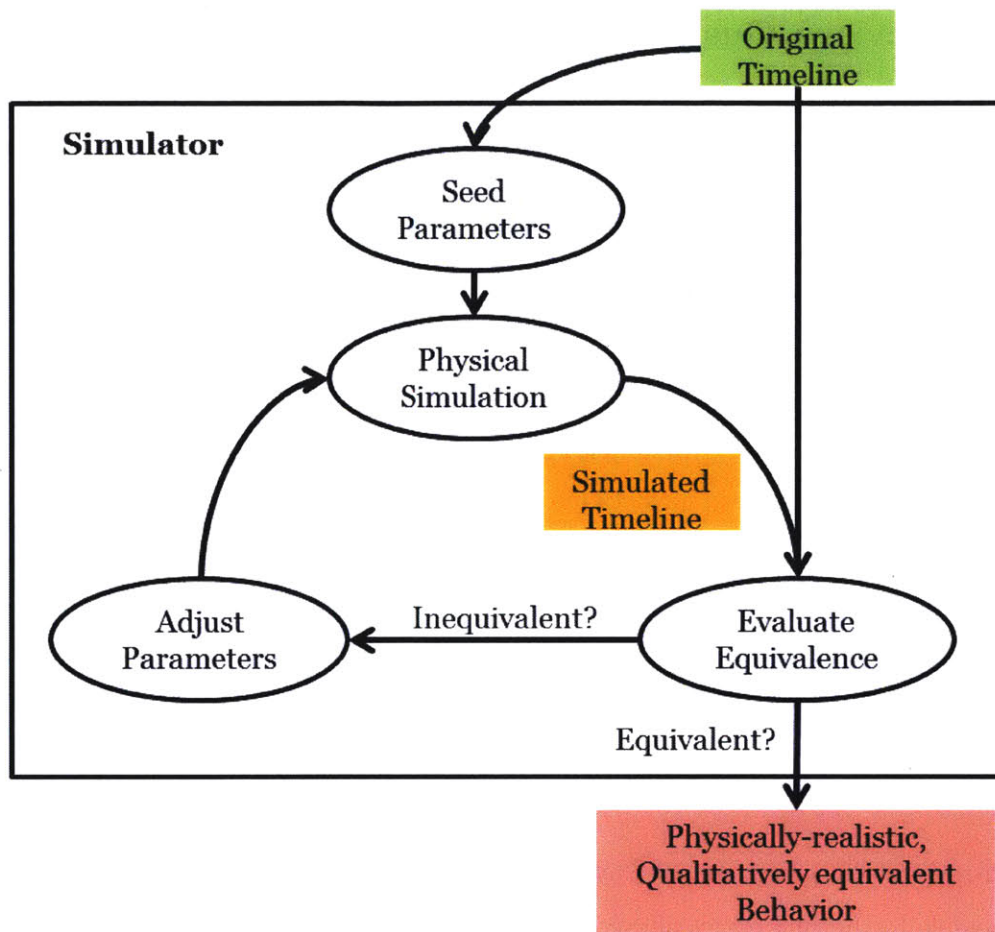 Original
Timeline
Simulator
Seed
Parameters
Physical
Simulation
Simulated
Timeline
Adjust
Parameters
Inequivalent?
Evaluate
Equivalence
Equivalent?
Physically-realistic,
Qualitatively equivalent
Behavior